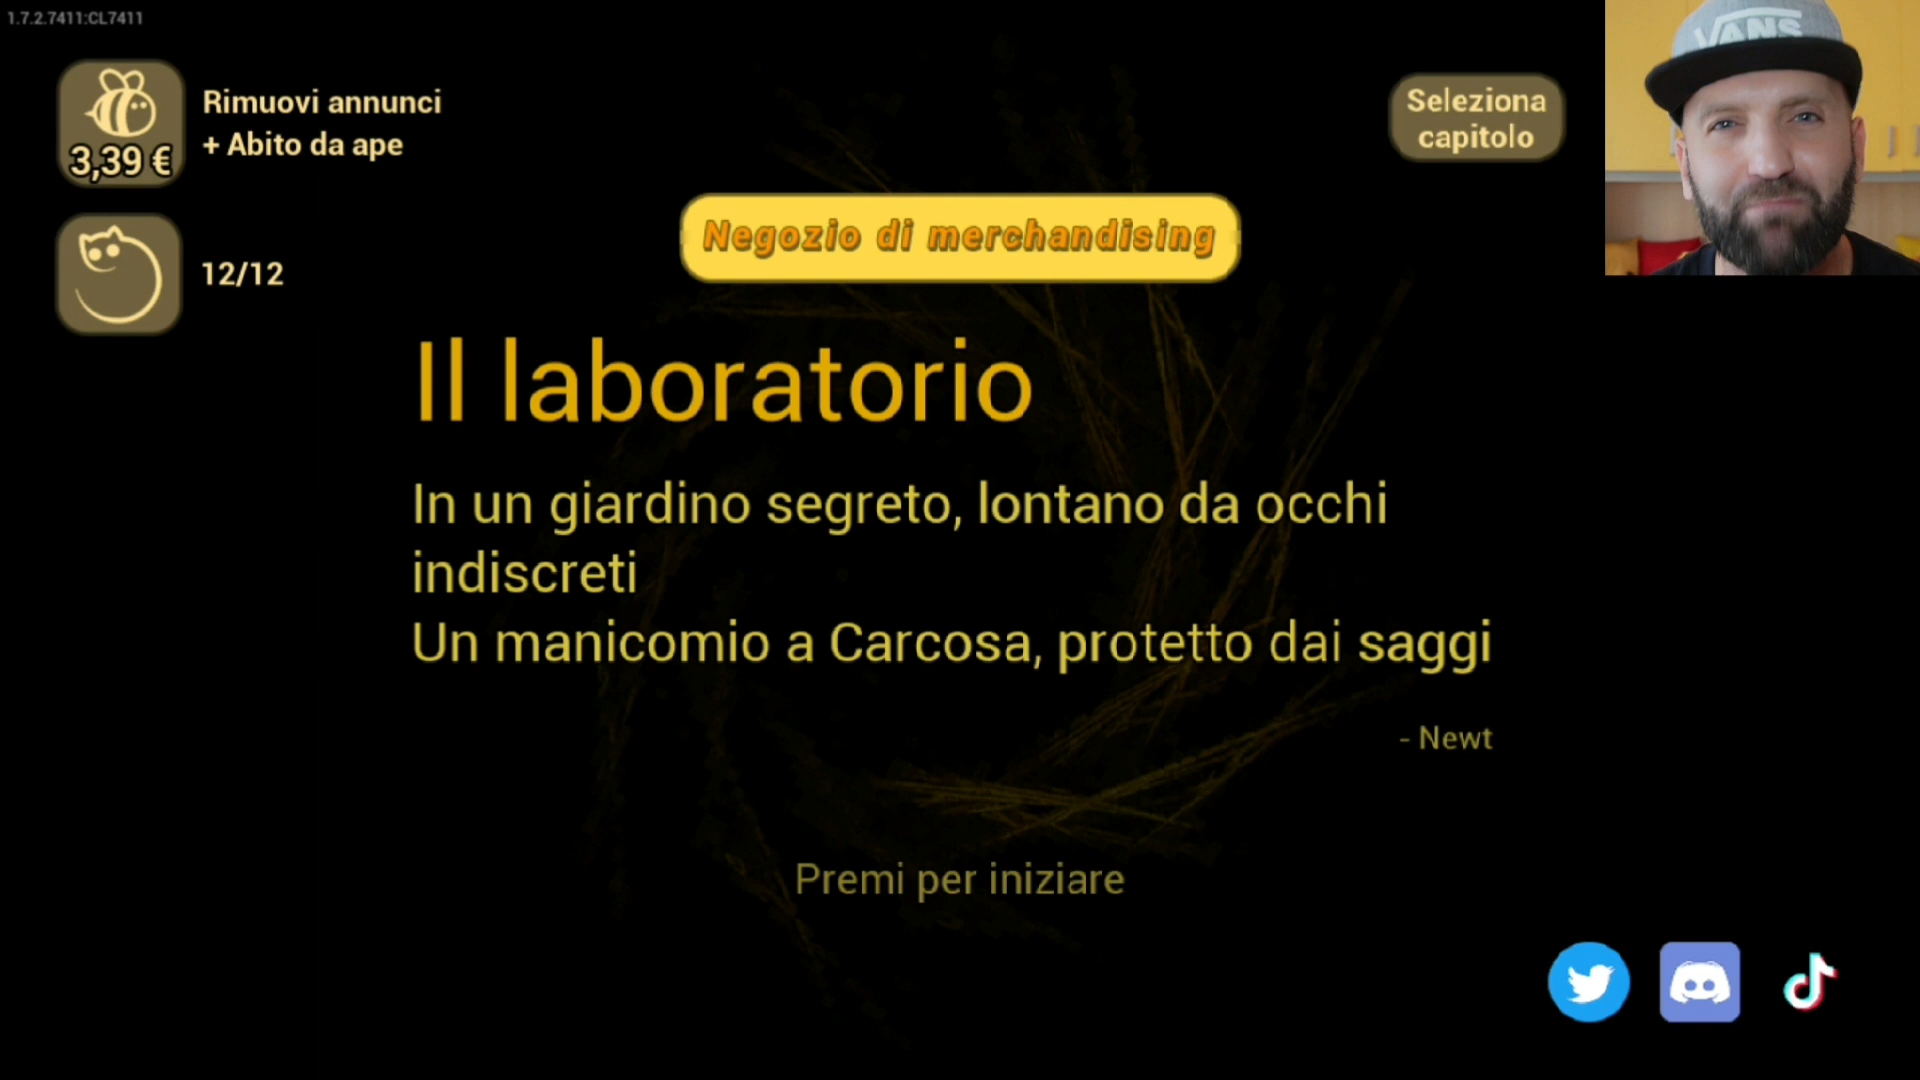 1.7.2.7411:CL7411
Rimuovi annunci
+ Abito da ape
3,39 €
12/12
Seleziona
capitolo
VANS
Negozio di merchandising
Il laboratorio
In un giardino segreto, lontano da occhi
indiscreti
Un manicomio a Carcosa, protetto dai saggi
- Newt
Premi per iniziare